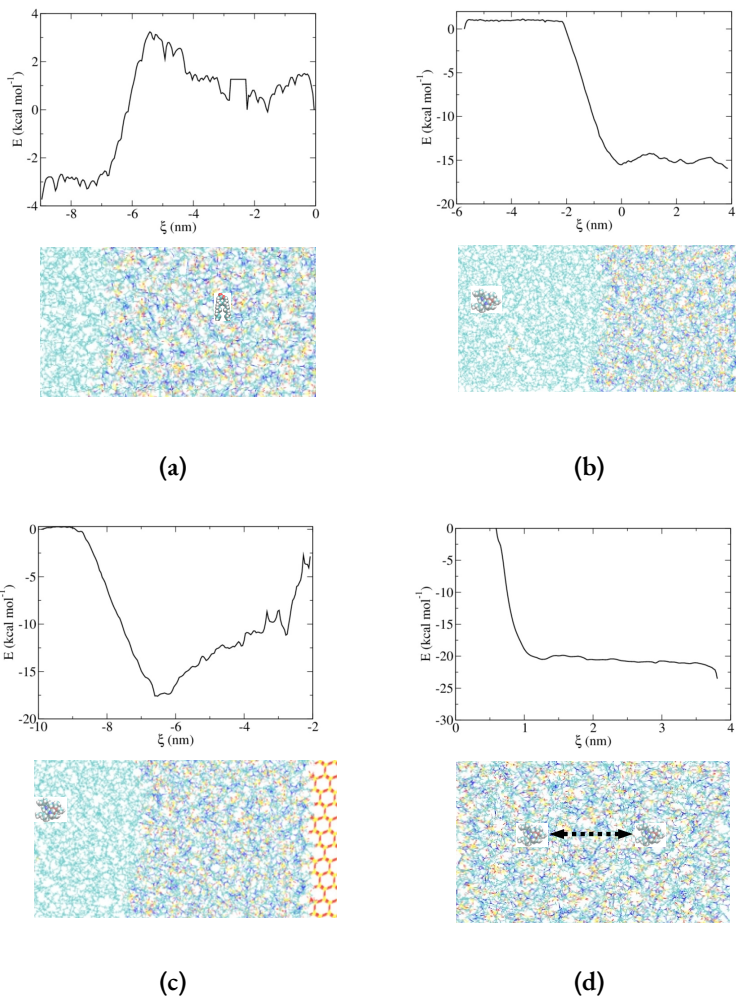 4
2
0
-2
-4
E (kcal mol⁻¹)
-8 -6 -4 -2 0
ξ (nm)
0
-5
-10
-15
-20
E (kcal mol⁻¹)
-6 -4 -2 0 2 4
ξ (nm)
(a)
(b)
0
-5
-10
-15
-20
E (kcal mol⁻¹)
-10 -8 -6 -4 -2
ξ (nm)
0
-5
-10
-15
-20
-25
-30
E (kcal mol⁻¹)
0 1 2 3 4
ξ (nm)
(c)
(d)